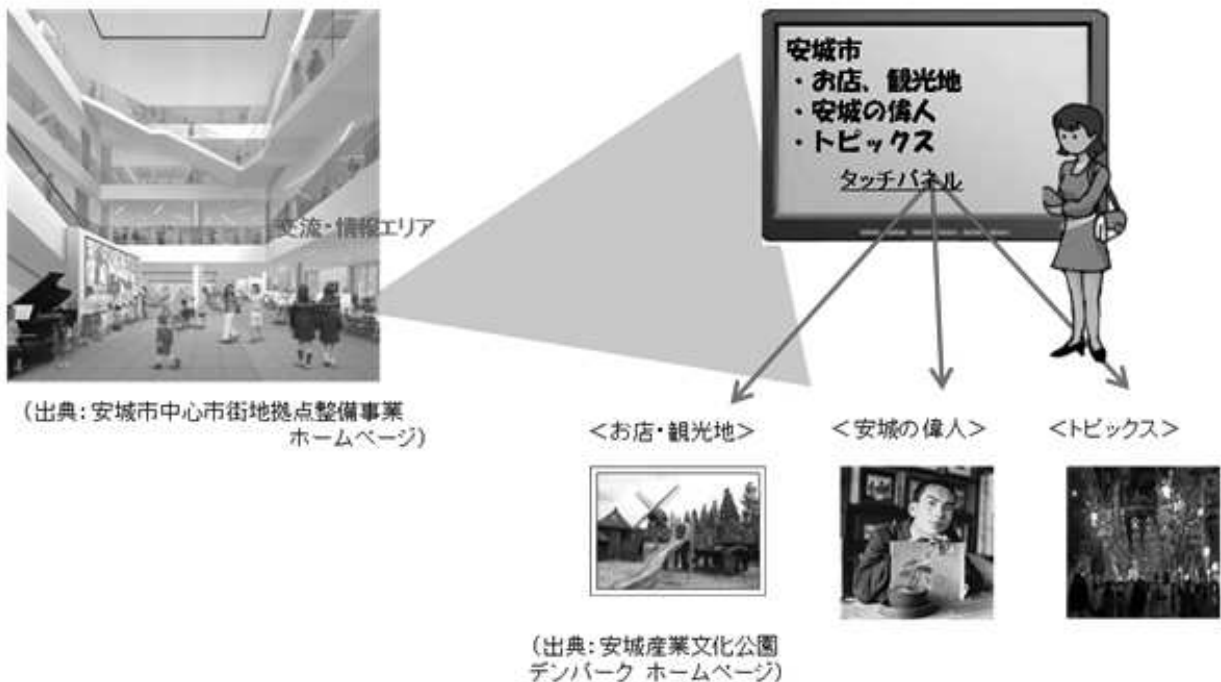 交流・情報エリア
(出典:安城市中心市街地拠点整備事業
ホームページ)
安城市
・お店、観光地
・安城の偉人
・トピックス
タッチパネル
<お店・観光地>
<安城の偉人>
<トピックス>
(出典:安城産業文化公園
デンパーク ホームページ)